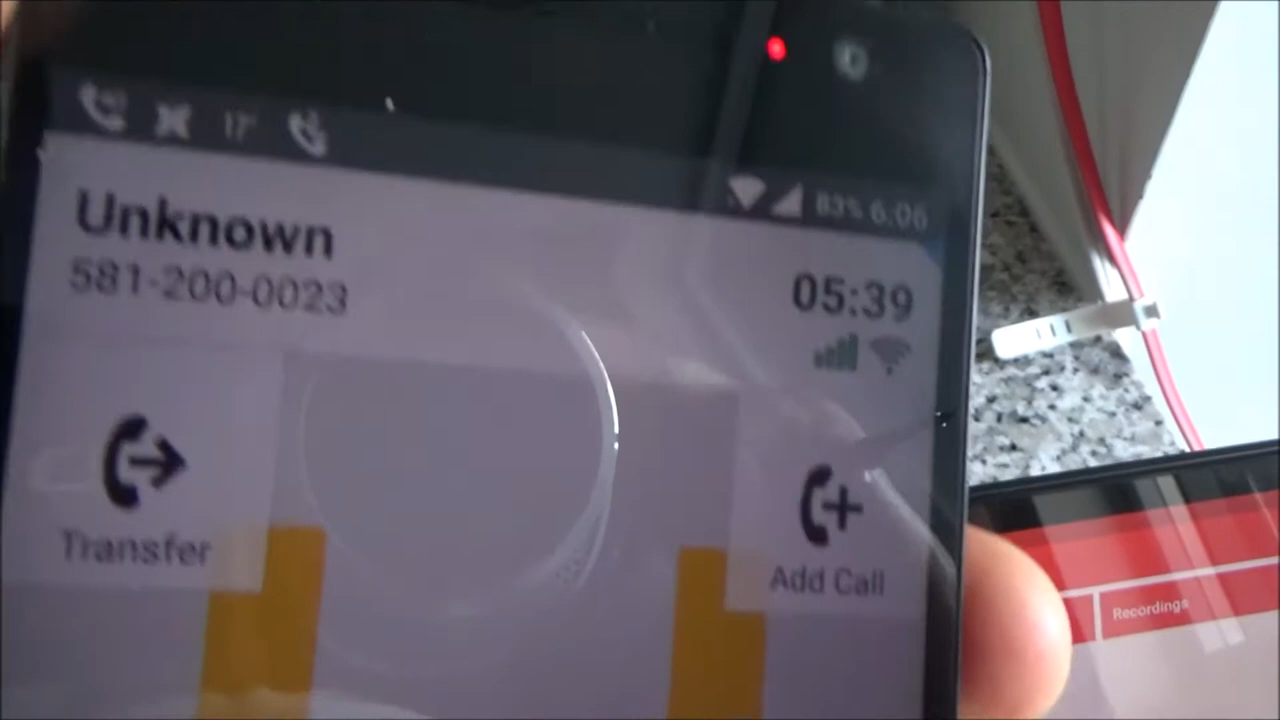 17°
83% 6:06
Unknown
581-200-0023
05:39
Transfer
Add Call
Recordings